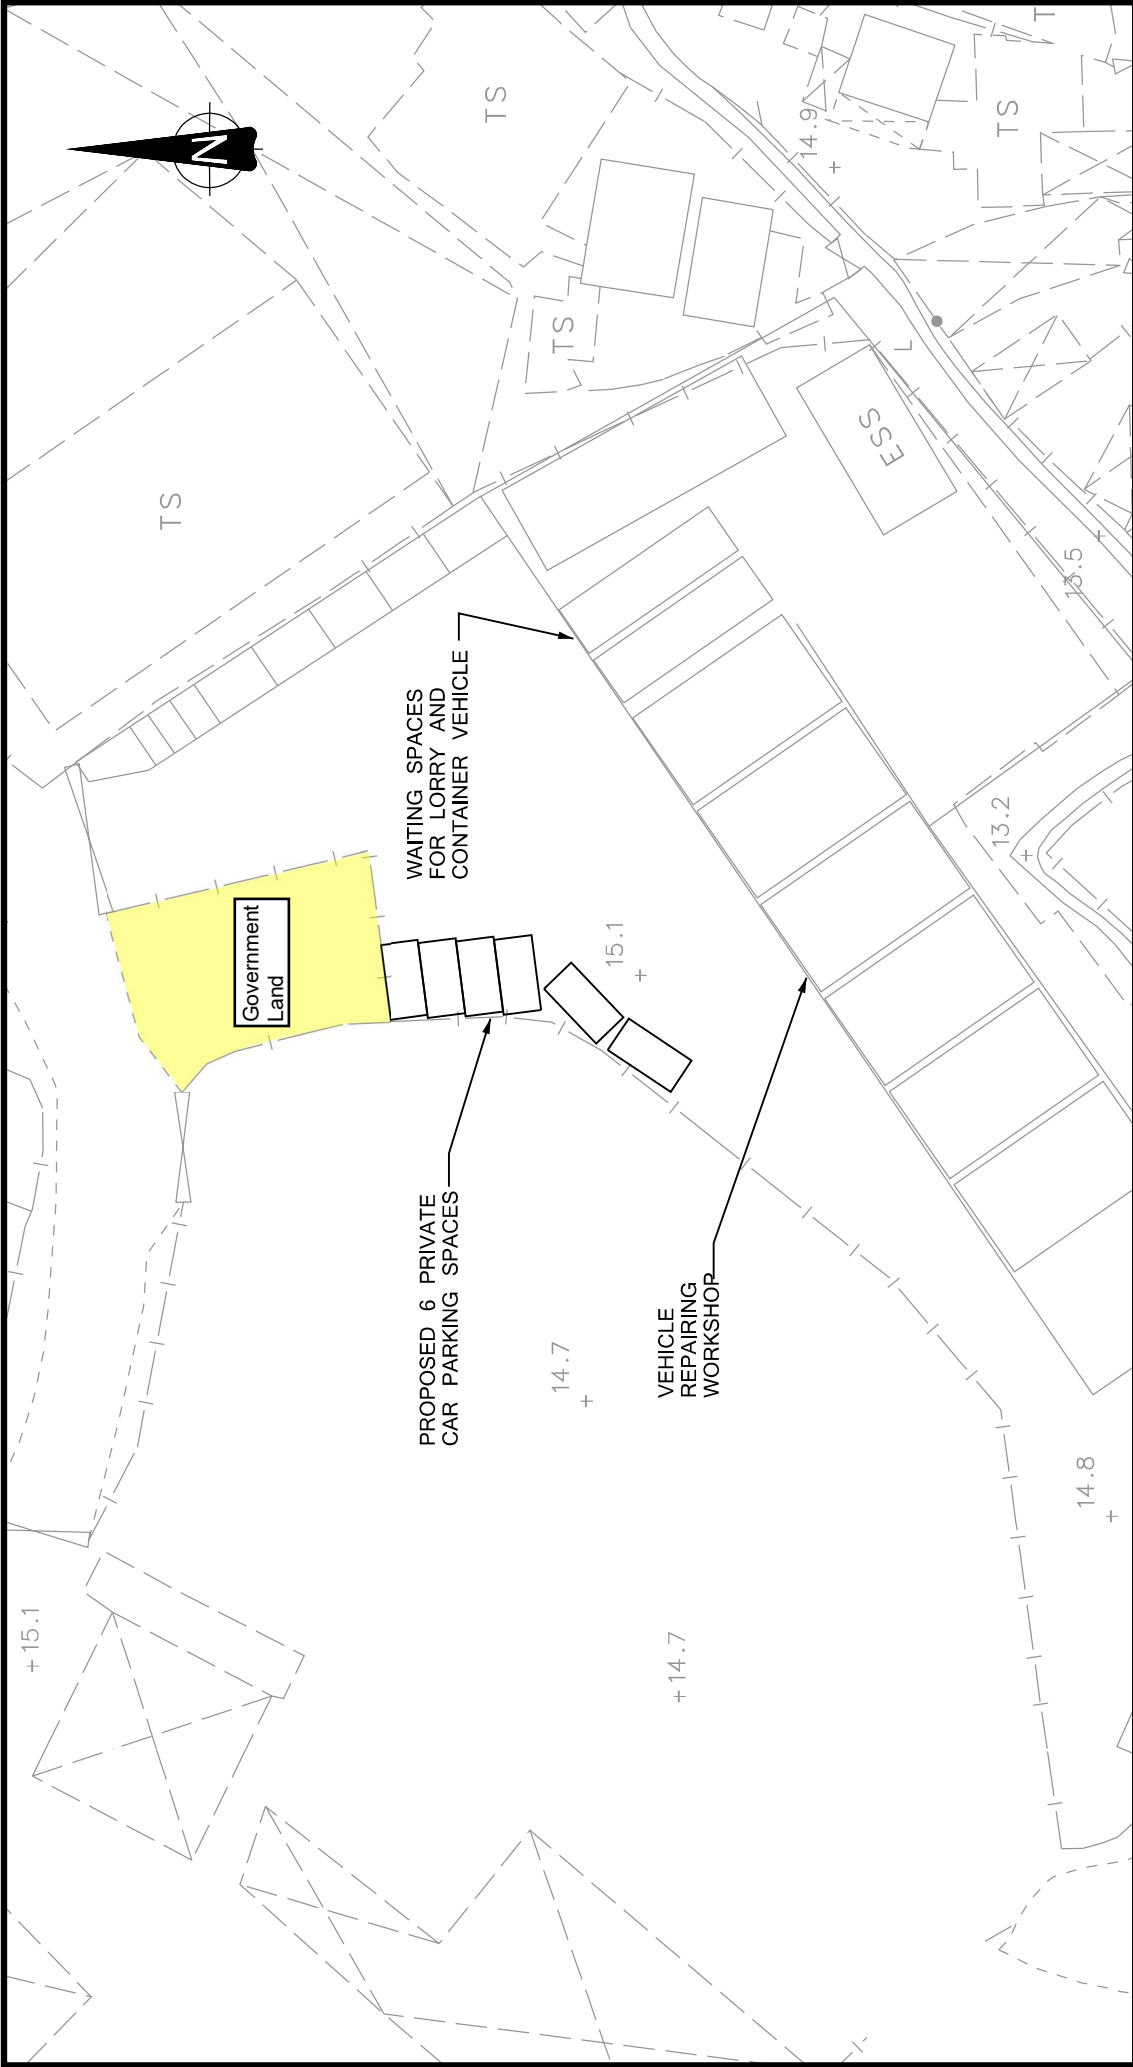 15.1
TS
N
Government
Land
WAITING SPACES
FOR LORRY AND
CONTAINER VEHICLE
PROPOSED 6 PRIVATE
CAR PARKING SPACES
TS
TS
14.7
15.1
14.7
VEHICLE
REPAIRING
WORKSHOP
14.9
ESS
L
13.2
TS
13.5
14.8